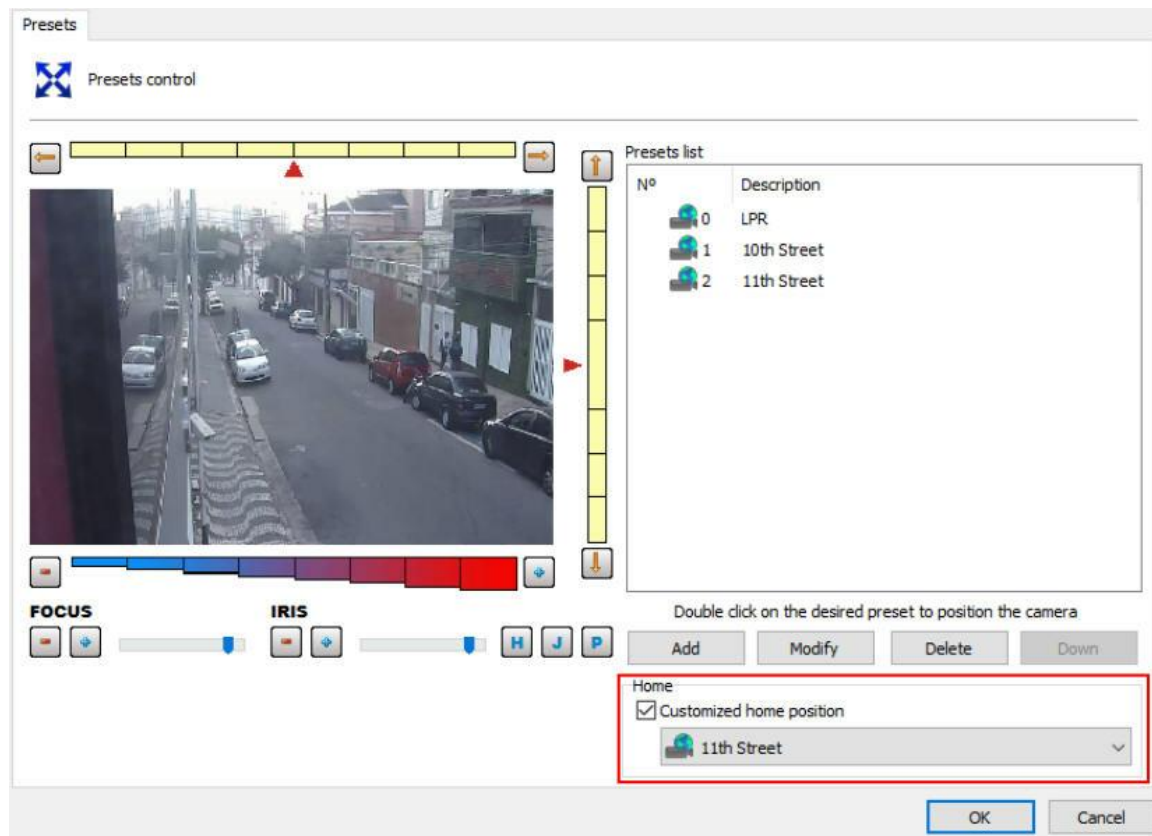 Presets
Presets control
Presets list
Nº Description
0 LPR
1 10th Street
2 11th Street
FOCUS IRIS
H J P
Double click on the desired preset to position the camera
Add Modify Delete Down
Home
Customized home position
11th Street
OK Cancel